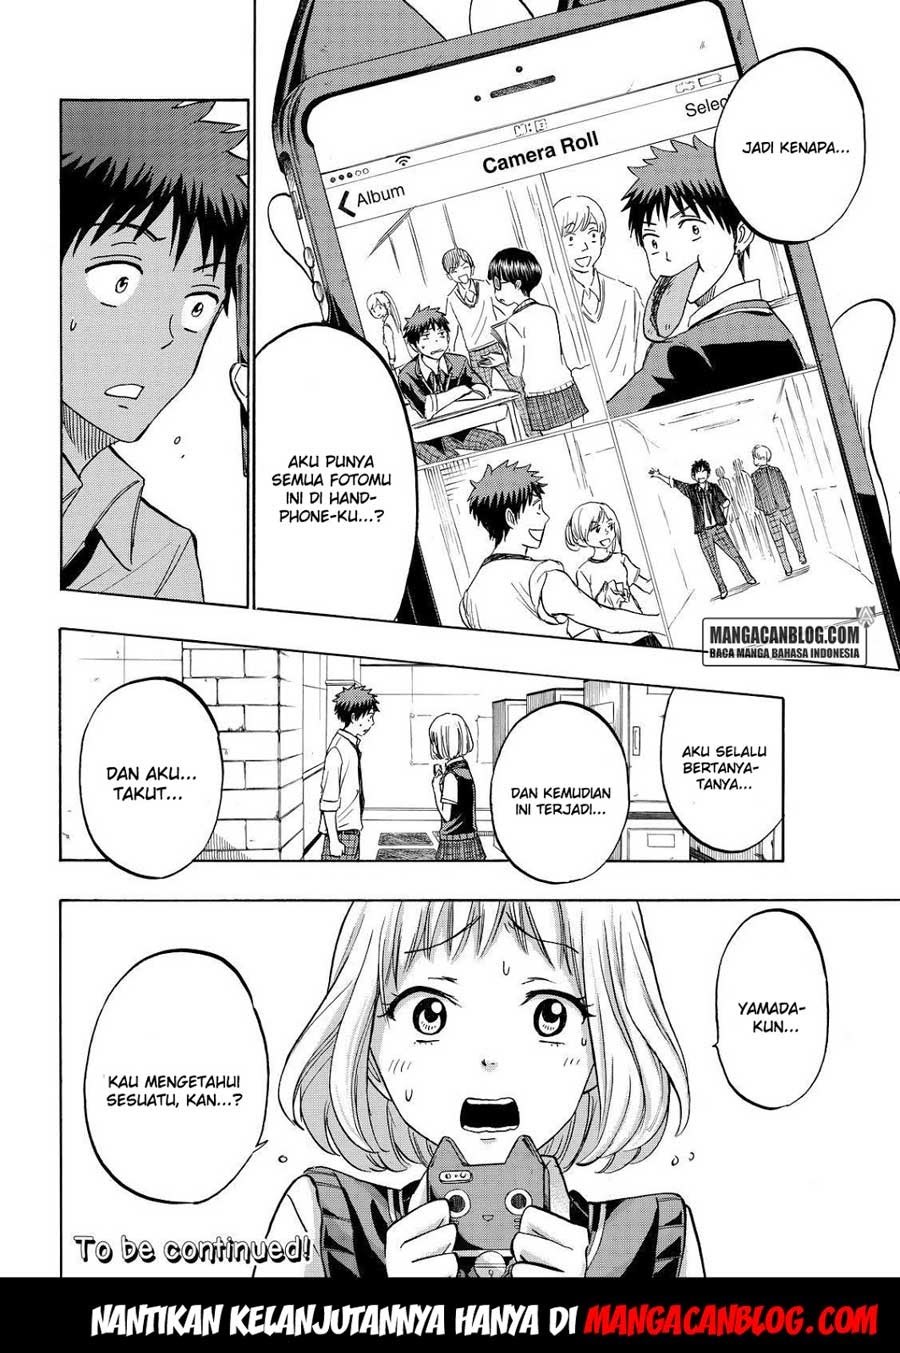 JADI KENAPA...
Selec
Camera Roll
Album
AKU PUNYA
SEMUA FOTOMU
INI DI HAND-
PHONE-KU...?
MANGACANBLOG.COM
BACA MANGA BAHASA INDONESIA
AKU SELALU
BERTANYA-
TANYA...
DAN KEMUDIAN
INI TERJADI...
DAN AKU...
TAKUT...
YAMADA-
KUN...
KAU MENGETAHUI
SESUATU, KAN...?
To be continued!
NANTIKAN KELANJUTANNYA HANYA DI MANGACANBLOG.COM